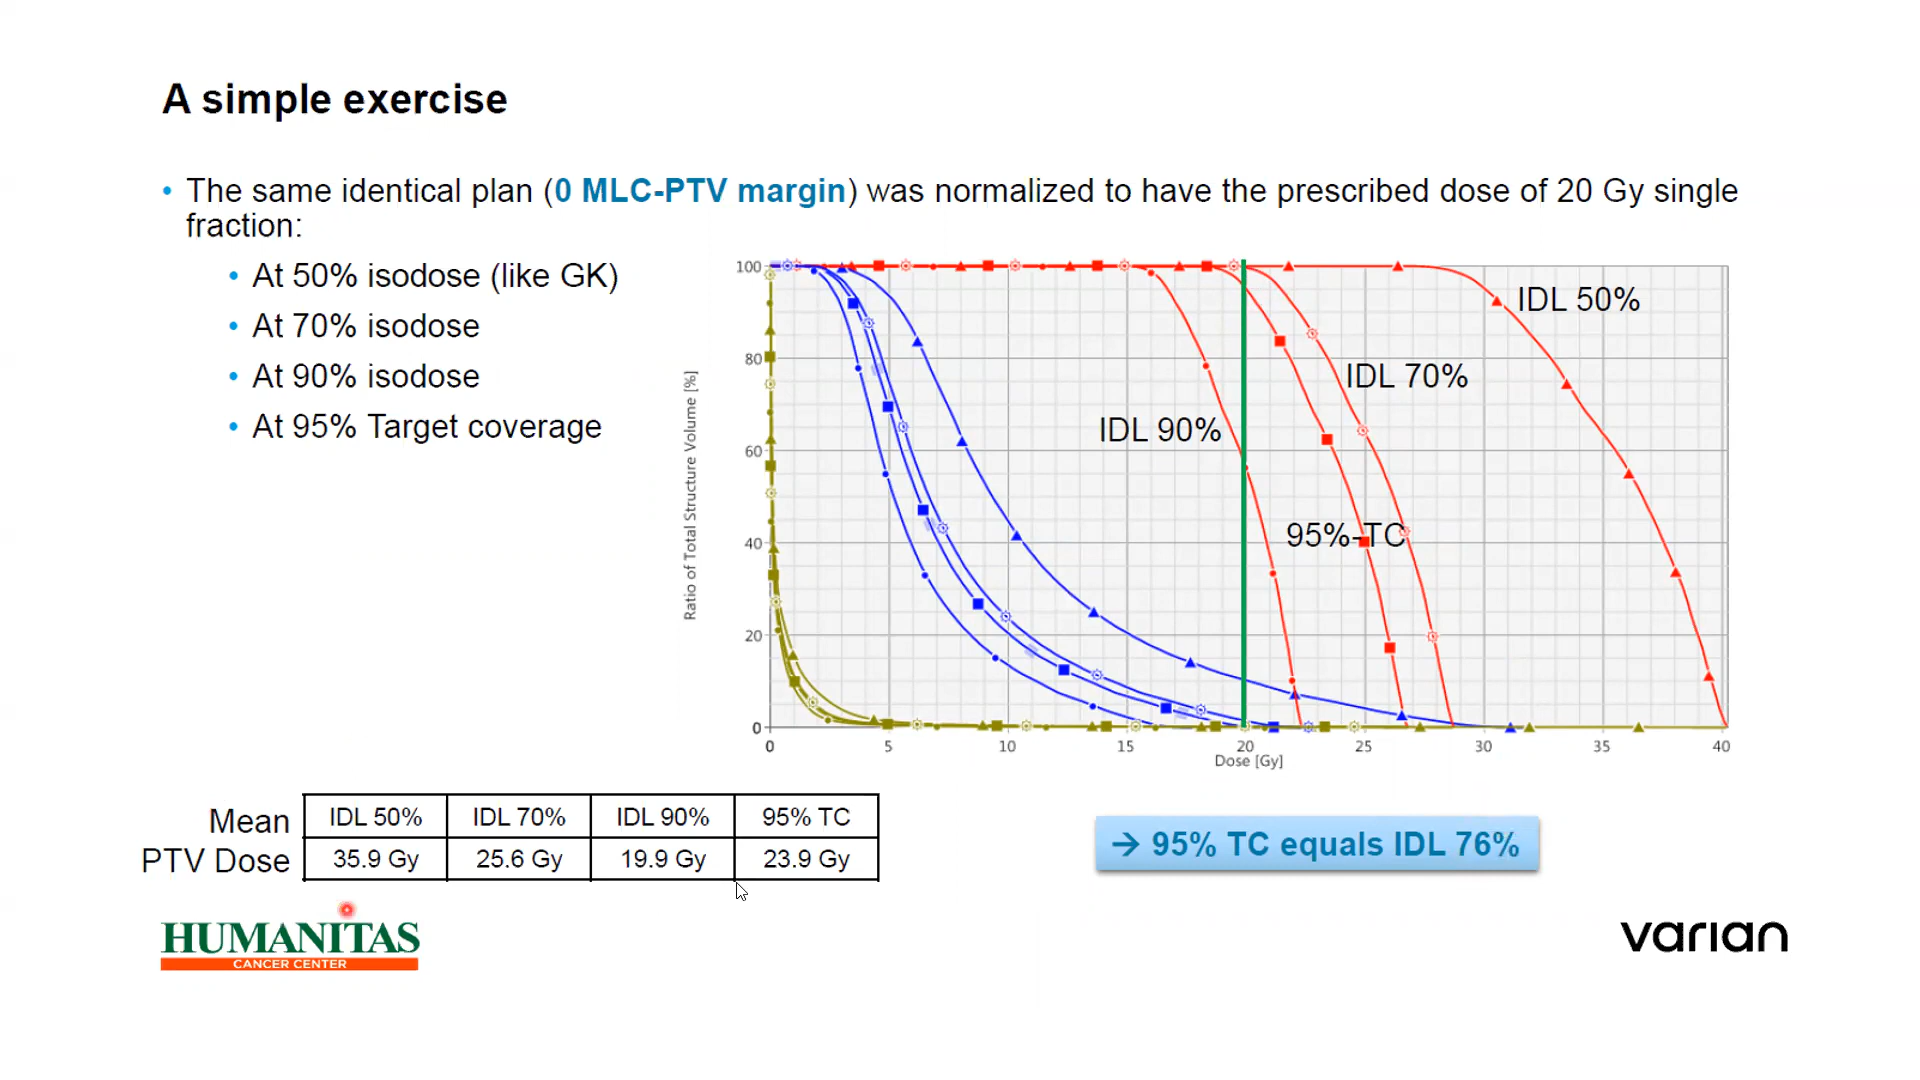 A simple exercise
• The same identical plan (0 MLC-PTV margin) was normalized to have the prescribed dose of 20 Gy single
fraction:
• At 50% isodose (like GK)
• At 70% isodose
• At 90% isodose
• At 95% Target coverage
Ratio of Total Structure Volume [%]
100
80
60
40
20
0
0 5 10 15 20 25 30 35 40
Dose [Gy]
IDL 50%
IDL 70%
IDL 90%
95% TC
Mean
PTV Dose
IDL 50% IDL 70% IDL 90% 95% TC
35.9 Gy 25.6 Gy 19.9 Gy 23.9 Gy
→ 95% TC equals IDL 76%
HUMANITAS
CANCER CENTER
varian